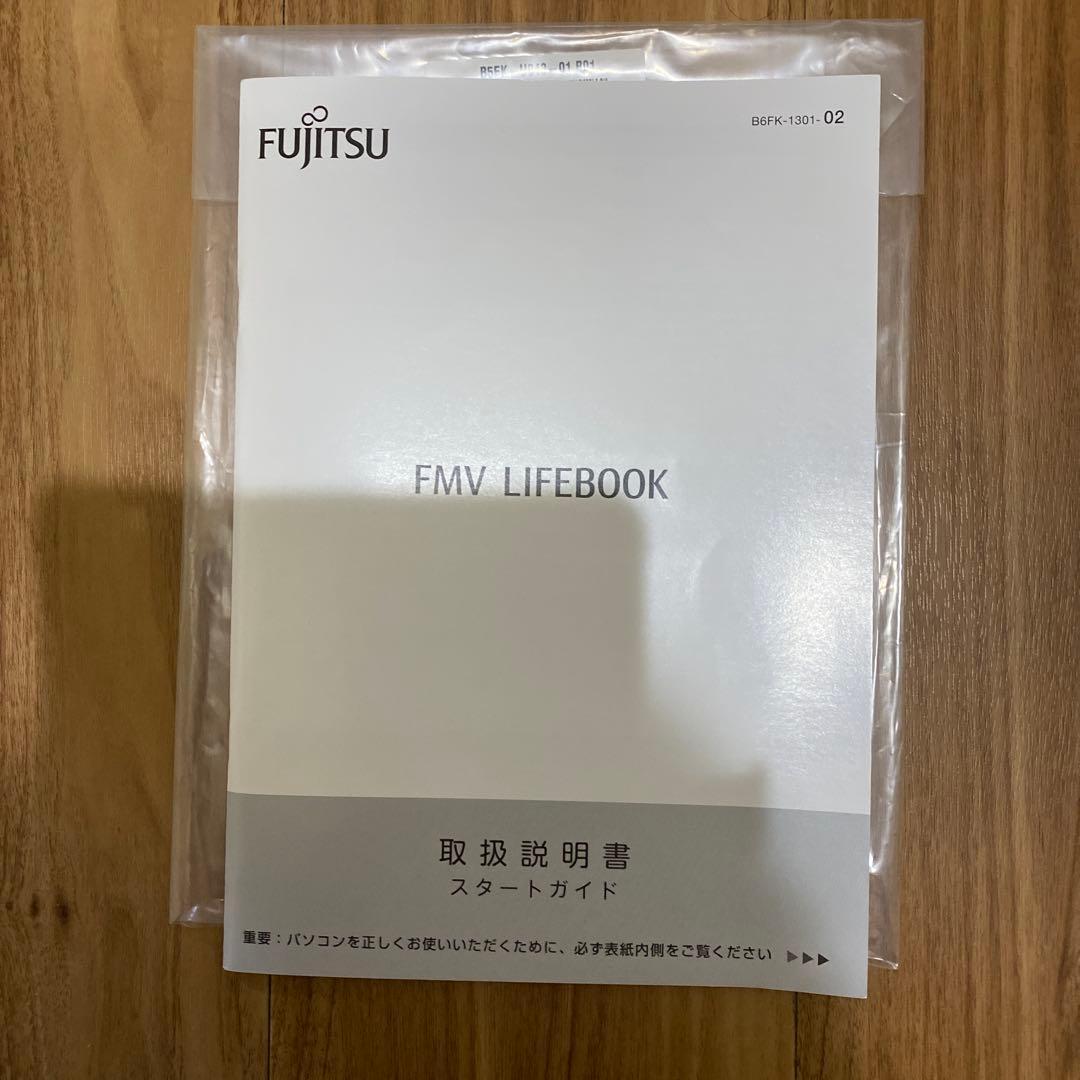 FUJITSU
B6FK-1301-02
FMV LIFEBOOK
取扱説明書
スタートガイド
重要：パソコンを正しくお使いいただくために、必ず表紙内側をご覧ください ▶▶▶